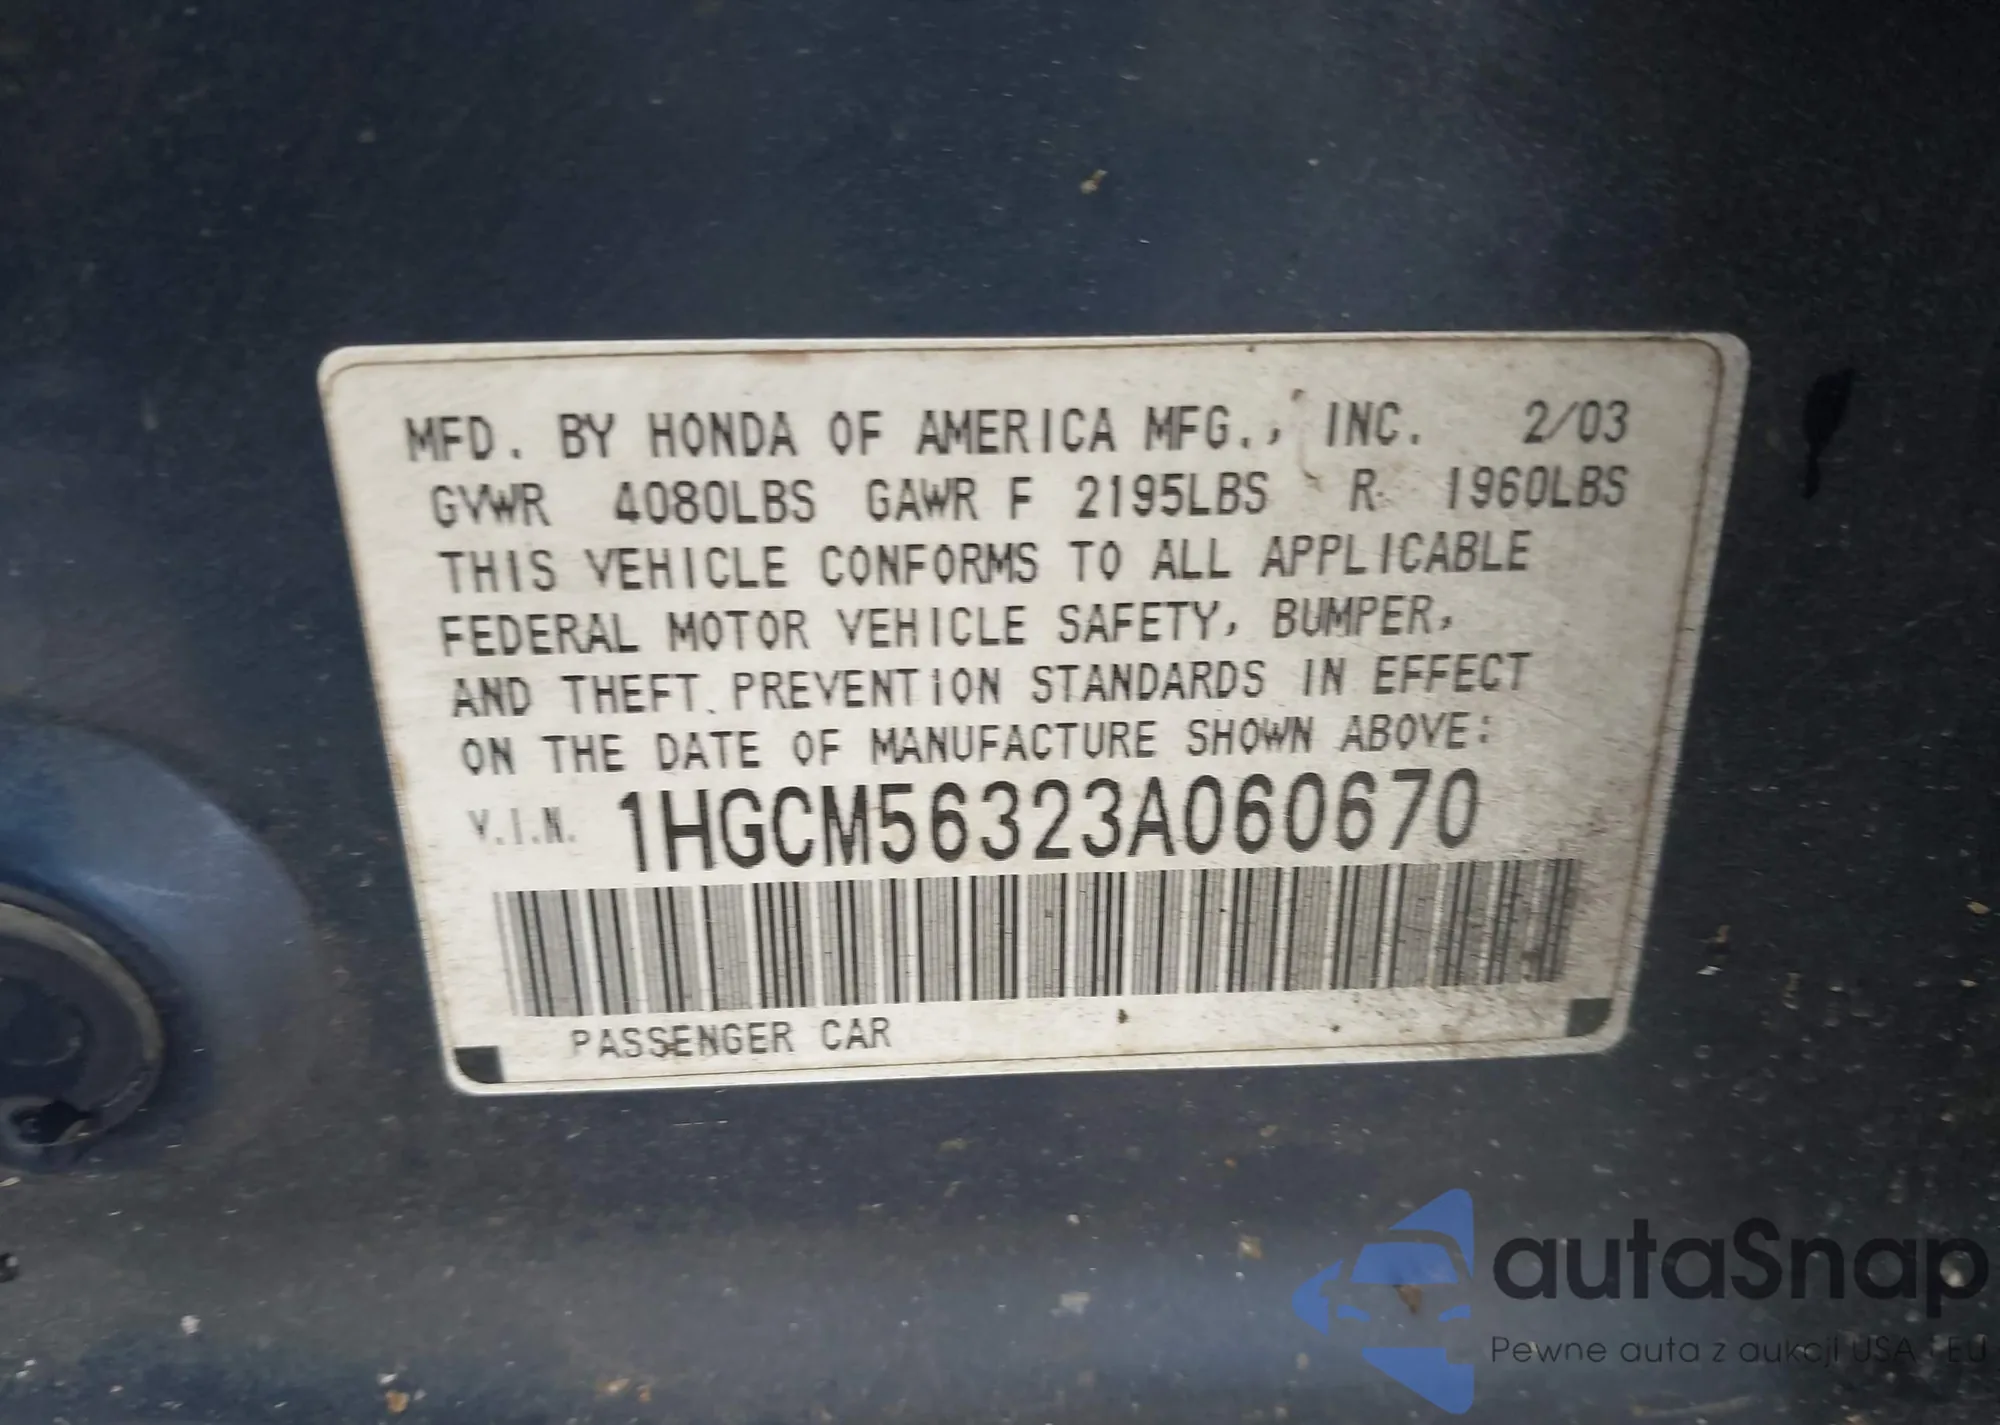 MFD. BY HONDA OF AMERICA MFG., INC. 2/03
GVWR 4080LBS GAWR F 2195LBS R 1960LBS
THIS VEHICLE CONFORMS TO ALL APPLICABLE
FEDERAL MOTOR VEHICLE SAFETY, BUMPER,
AND THEFT PREVENTION STANDARDS IN EFFECT
ON THE DATE OF MANUFACTURE SHOWN ABOVE:
V.I.N. 1HGCM56323A060670
PASSENGER CAR
autaSnap
Pewne auta z aukcji USA i EU